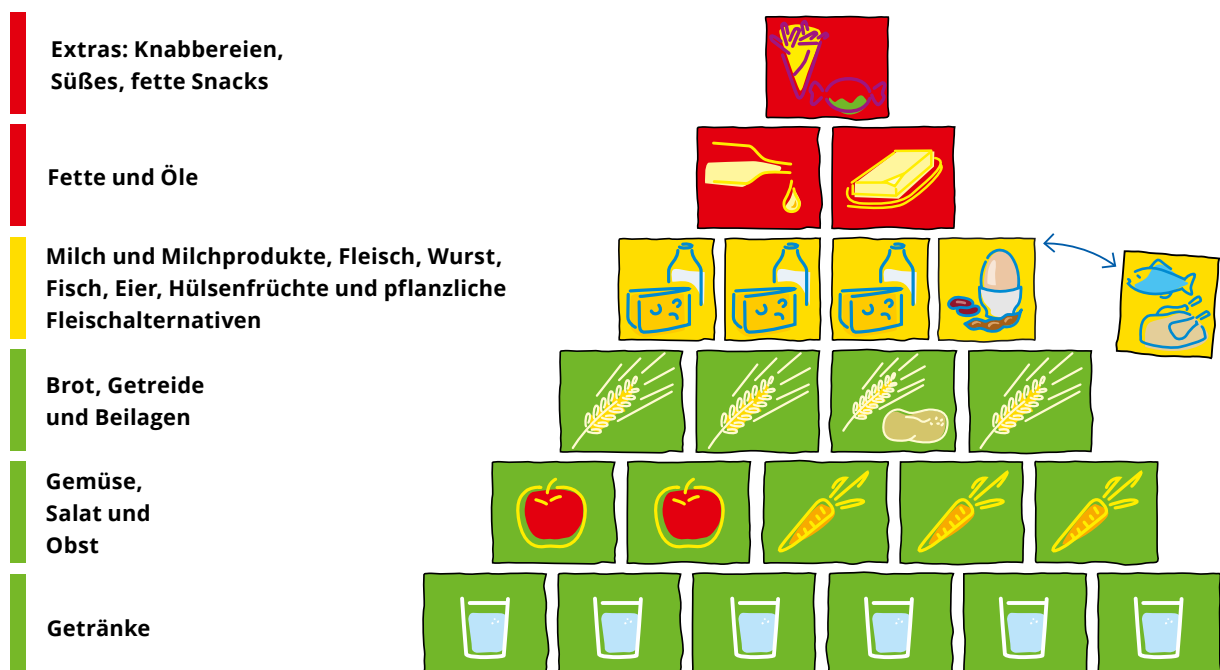 Extras: Knabbereien,
Süßes, fette Snacks
Fette und Öle
Milch und Milchprodukte, Fleisch, Wurst,
Fisch, Eier, Hülsenfrüchte und pflanzliche
Fleischalternativen
Brot, Getreide
und Beilagen
Gemüse,
Salat und
Obst
Getränke